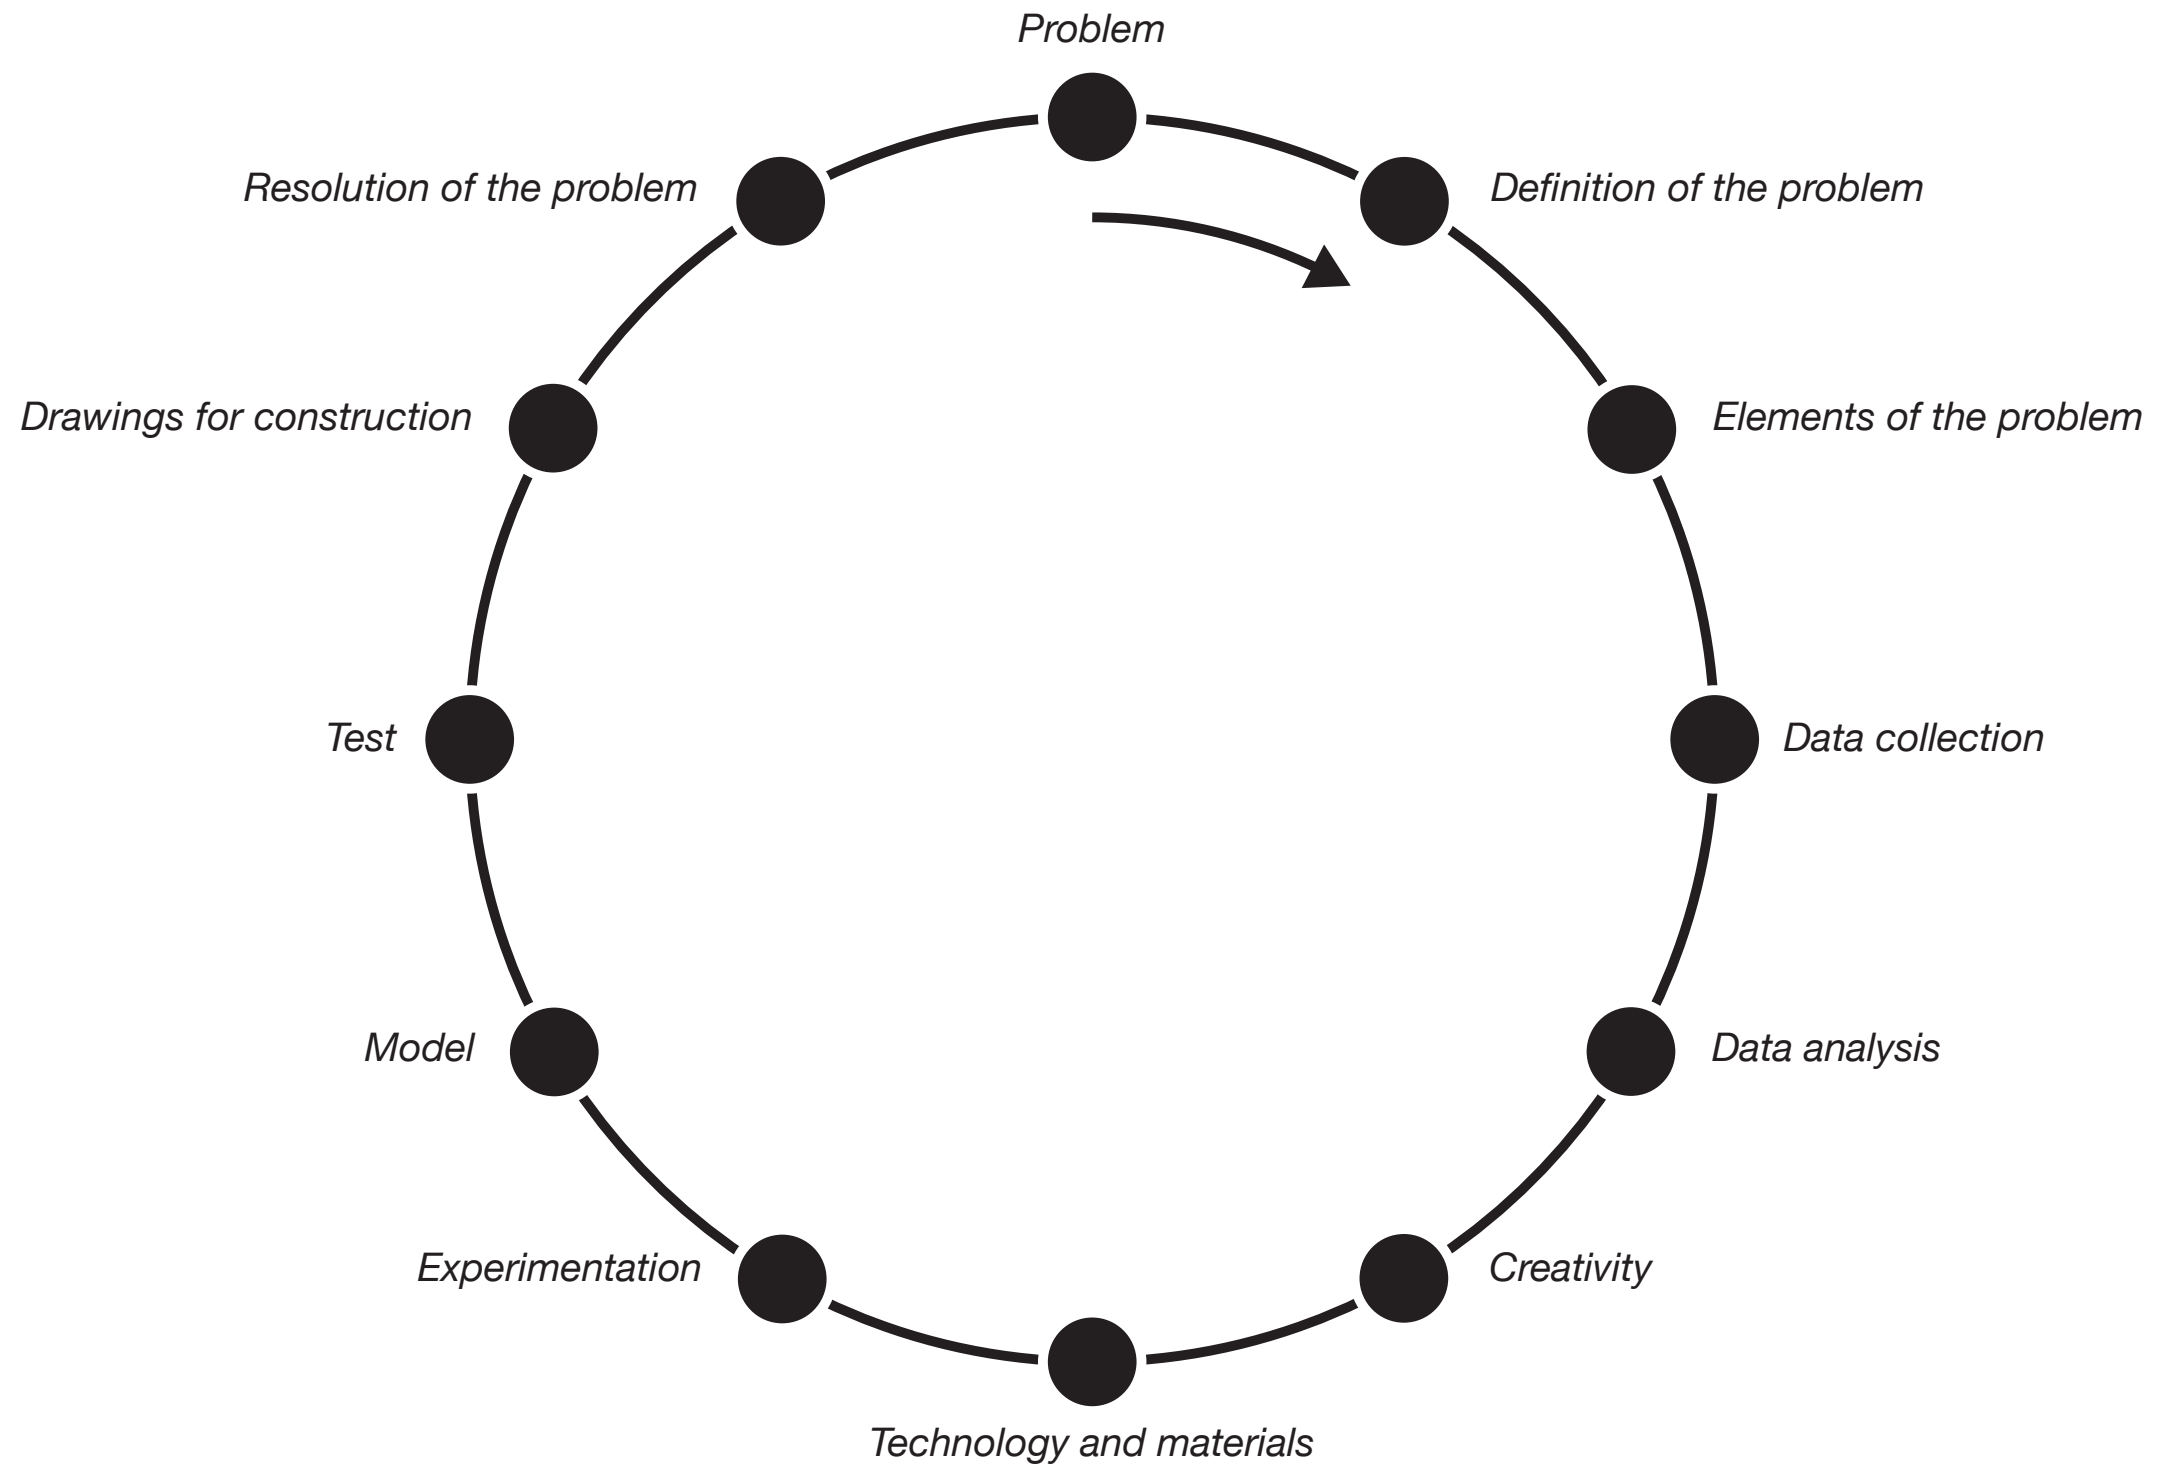 Problem
Definition of the problem
Elements of the problem
Data collection
Data analysis
Creativity
Technology and materials
Experimentation
Model
Test
Drawings for construction
Resolution of the problem